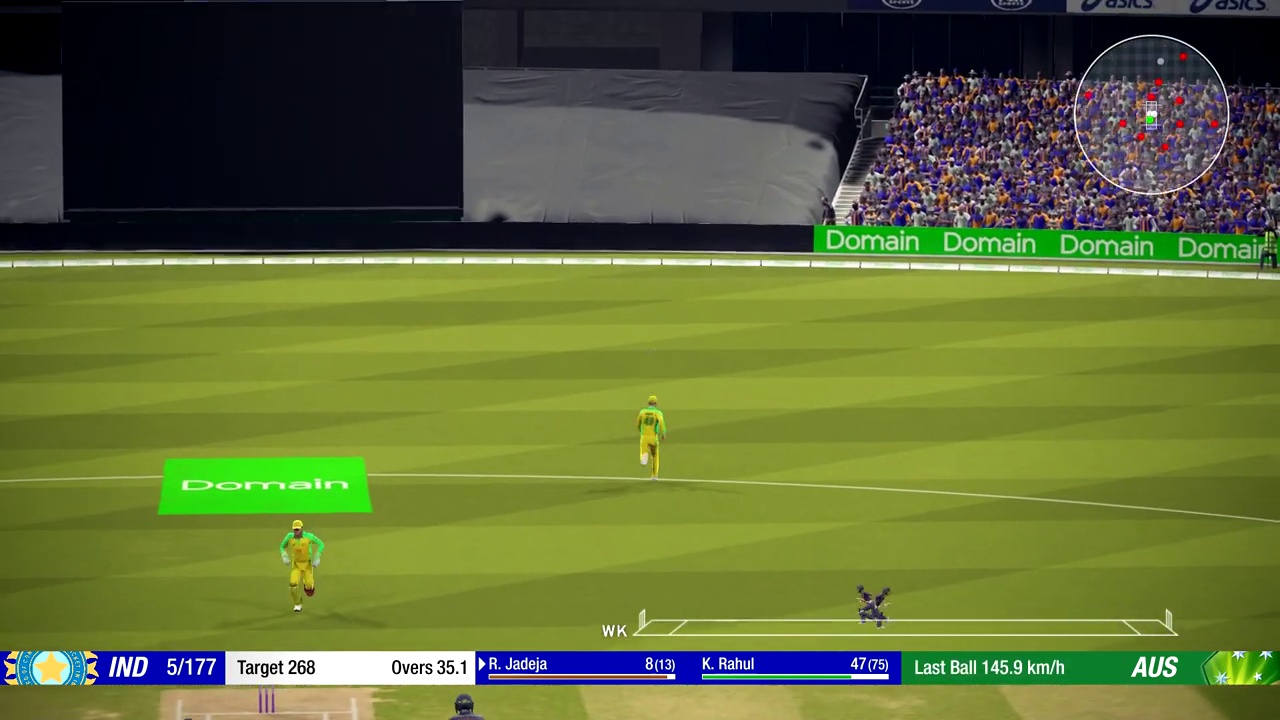 asics asics
Domain Domain Domain Domain
Domain
WK
IND 5/177 Target 268 Overs 35.1 R. Jadeja 8(13) K. Rahul 47(75) Last Ball 145.9 km/h AUS